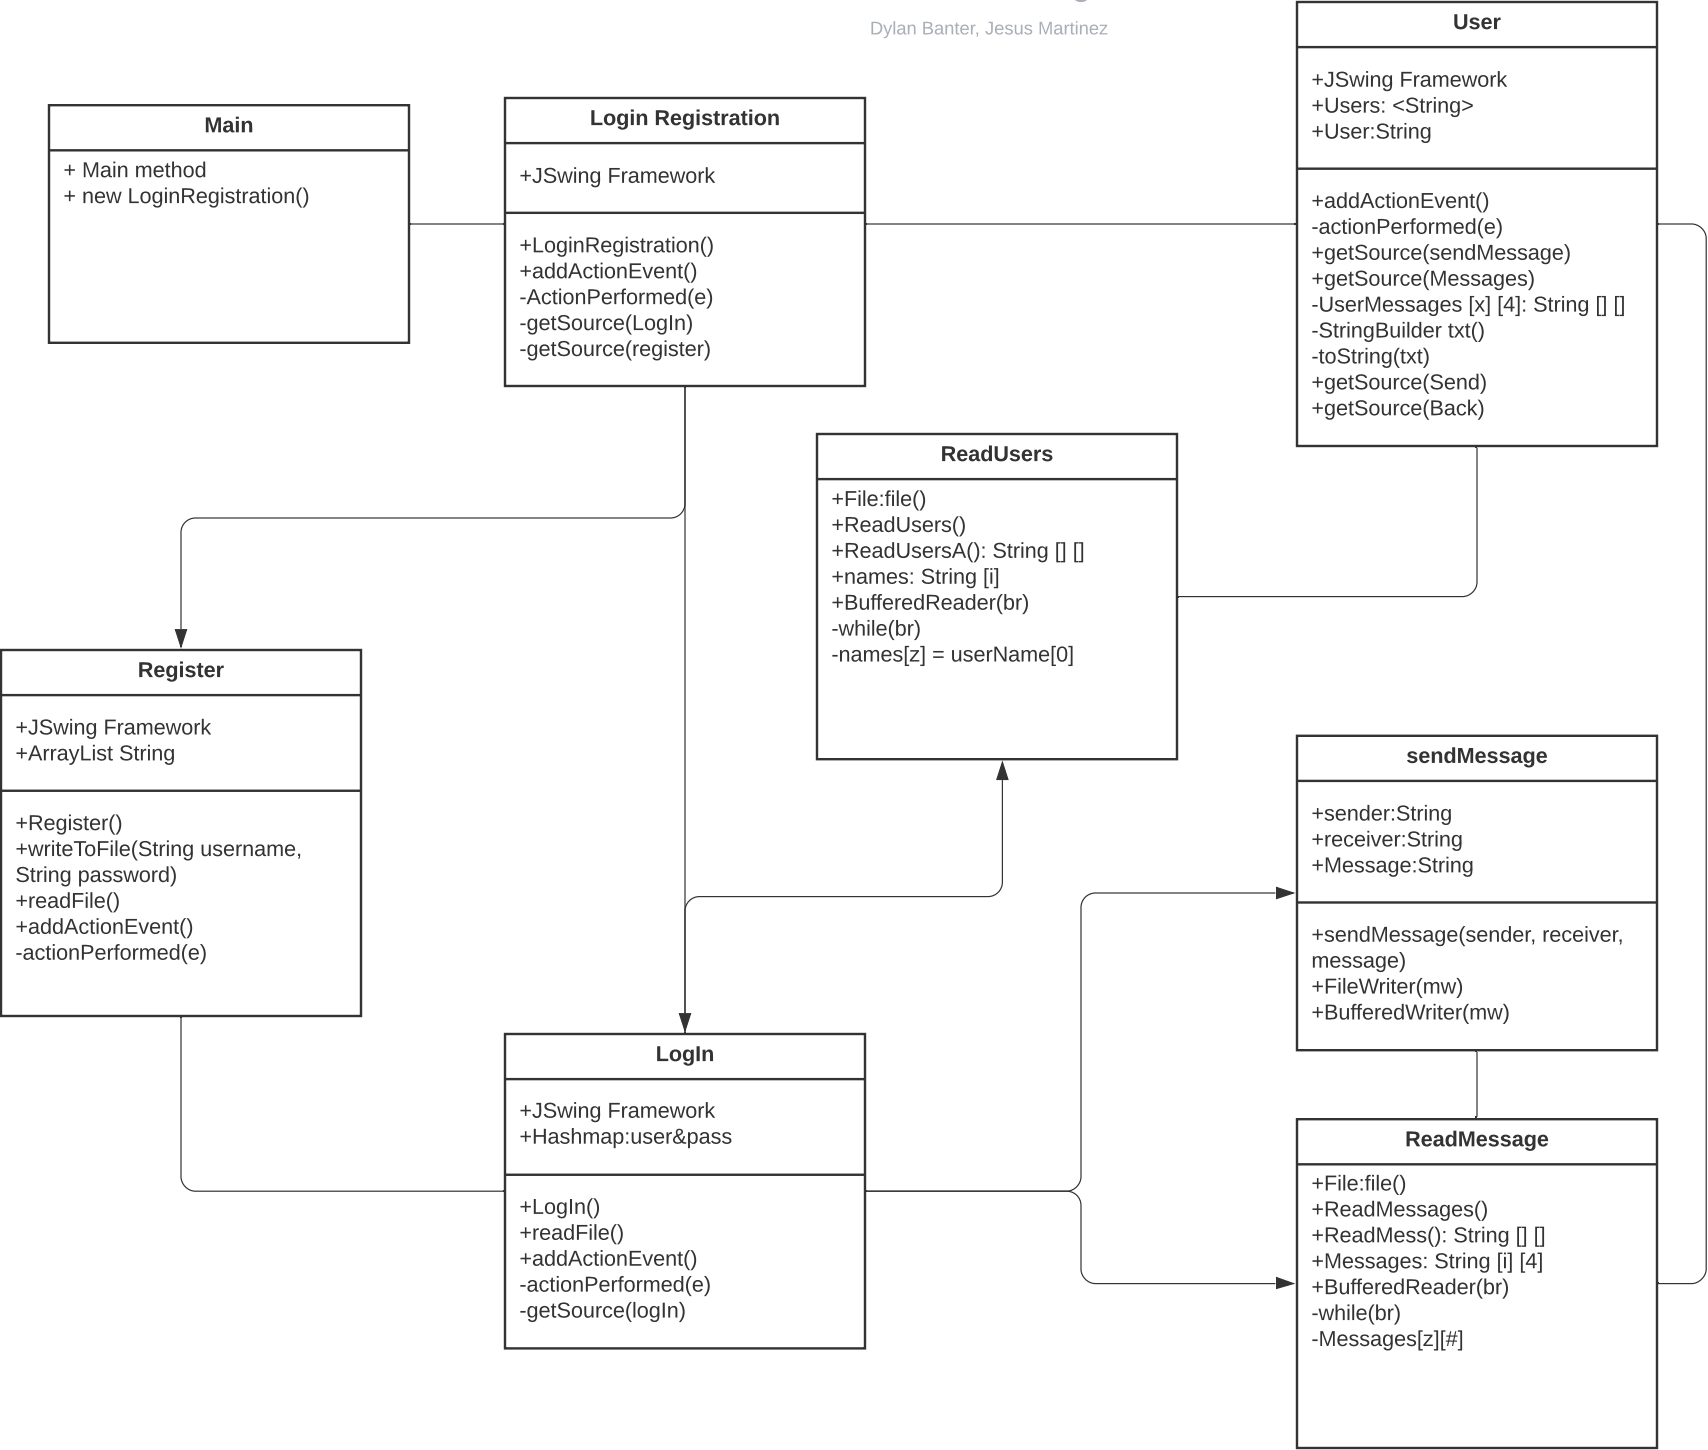 Dylan Banter, Jesus Martinez
Main
+ Main method
+ new LoginRegistration()
Login Registration
+JSwing Framework
+LoginRegistration()
+addActionEvent()
-ActionPerformed(e)
-getSource(LogIn)
-getSource(register)
User
+JSwing Framework
+Users: <String>
+User:String
+addActionEvent()
-actionPerformed(e)
+getSource(sendMessage)
+getSource(Messages)
-UserMessages [x] [4]: String [] []
-StringBuilder txt()
-toString(txt)
+getSource(Send)
+getSource(Back)
ReadUsers
+File:file()
+ReadUsers()
+ReadUsersA(): String [] []
+names: String [i]
+BufferedReader(br)
-while(br)
-names[z] = userName[0]
Register
+JSwing Framework
+ArrayList String
+Register()
+writeToFile(String username,
String password)
+readFile()
+addActionEvent()
-actionPerformed(e)
sendMessage
+sender:String
+receiver:String
+Message:String
+sendMessage(sender, receiver,
message)
+FileWriter(mw)
+BufferedWriter(mw)
LogIn
+JSwing Framework
+Hashmap:user&pass
+LogIn()
+readFile()
+addActionEvent()
-actionPerformed(e)
-getSource(logIn)
ReadMessage
+File:file()
+ReadMessages()
+ReadMess(): String [] []
+Messages: String [i] [4]
+BufferedReader(br)
-while(br)
-Messages[z][#]